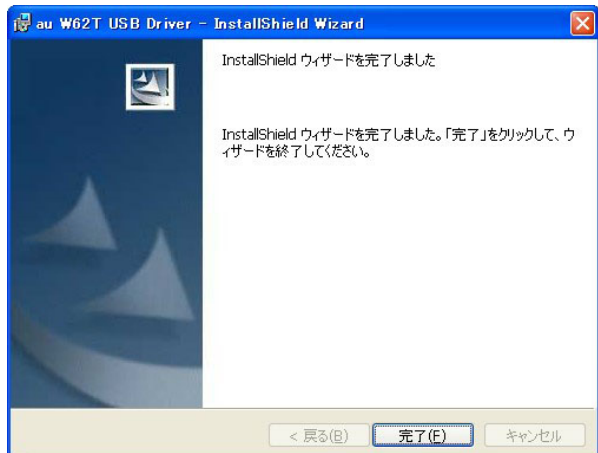 au W62T USB Driver - InstallShield Wizard
InstallShield ウィザードを完了しました
InstallShield ウィザードを完了しました。「完了」をクリックして、ウ
ィザードを終了してください。
< 戻る(B)
完了(F)
キャンセル